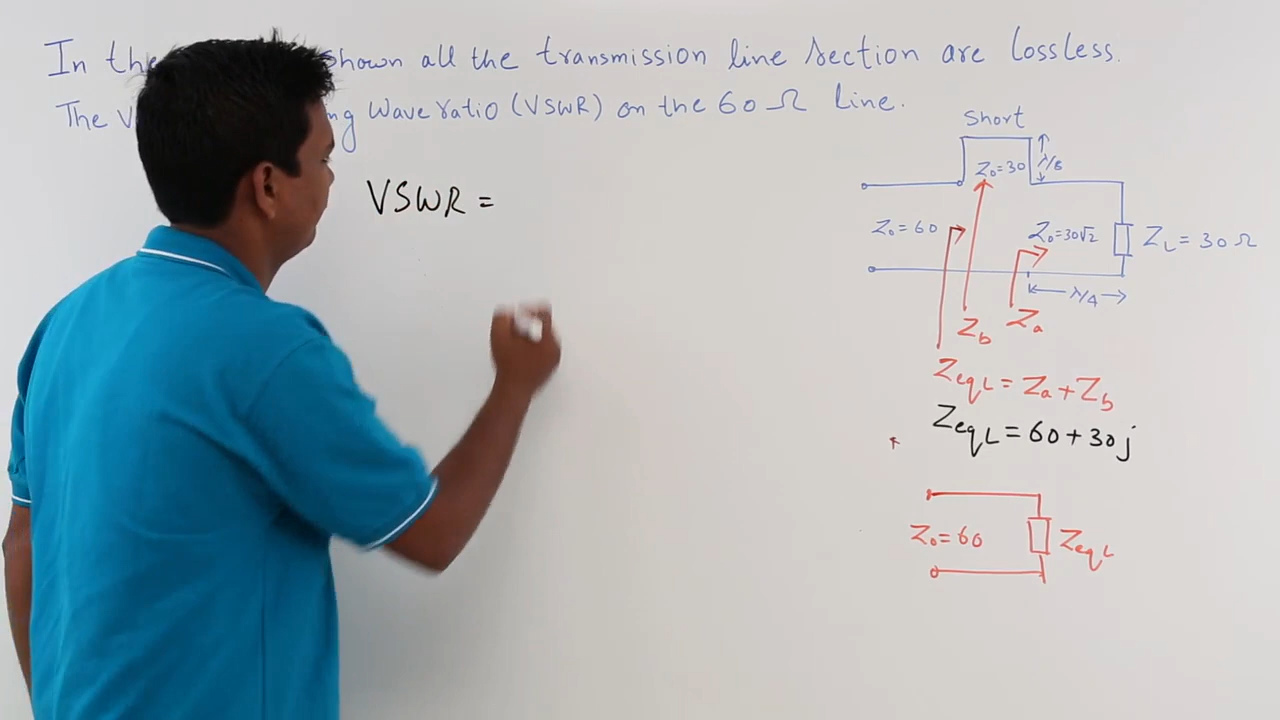 In the shown all the transmission line section are lossless.
The wave ratio (VSWR) on the 60 Ω Line.
VSWR =
Short
Z₀=30
λ/8
Z₀=60
Z₀=30√2
Z_L = 30 Ω
λ/4
Z_b
Z_a
Z_eqL = Z_a + Z_b
Z_eqL = 60 + 30j
Z₀=60
Z_eqL